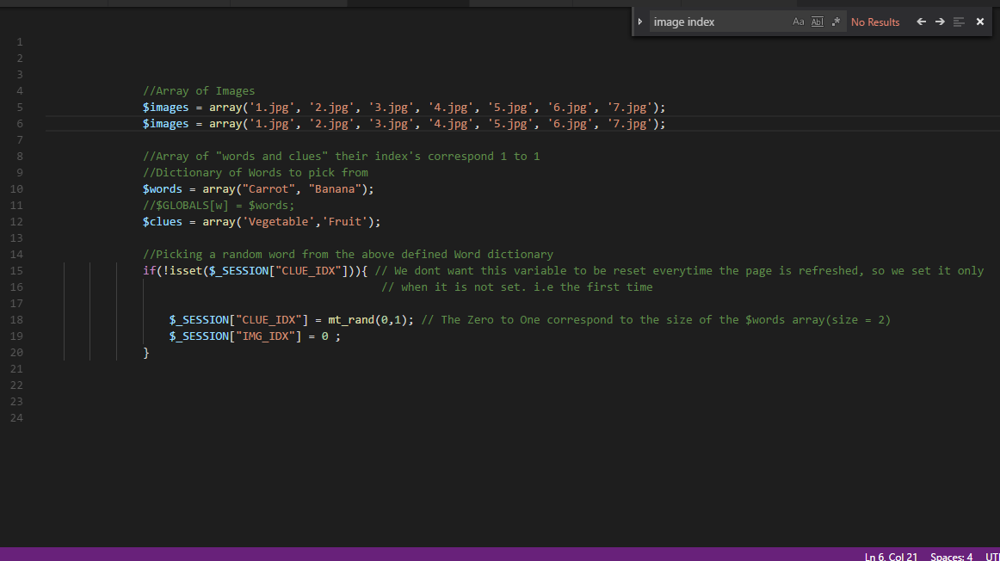 image index Aa Abl .* No Results
1
2
3
4 //Array of Images
5 $images = array('1.jpg', '2.jpg', '3.jpg', '4.jpg', '5.jpg', '6.jpg', '7.jpg');
6 $images = array('1.jpg', '2.jpg', '3.jpg', '4.jpg', '5.jpg', '6.jpg', '7.jpg');
7
8 //Array of "words and clues" their index's correspond 1 to 1
9 //Dictionary of Words to pick from
10 $words = array("Carrot", "Banana");
11 //$GLOBALS[w] = $words;
12 $clues = array('Vegetable','Fruit');
13
14 //Picking a random word from the above defined Word dictionary
15 if(!isset($_SESSION["CLUE_IDX"])){ // We dont want this variable to be reset everytime the page is refreshed, so we set it only
16 // when it is not set. i.e the first time
17
18 $_SESSION["CLUE_IDX"] = mt_rand(0,1); // The Zero to One correspond to the size of the $words array(size = 2)
19 $_SESSION["IMG_IDX"] = 0 ;
20 }
21
22
23
24
Ln 6, Col 21 Spaces: 4